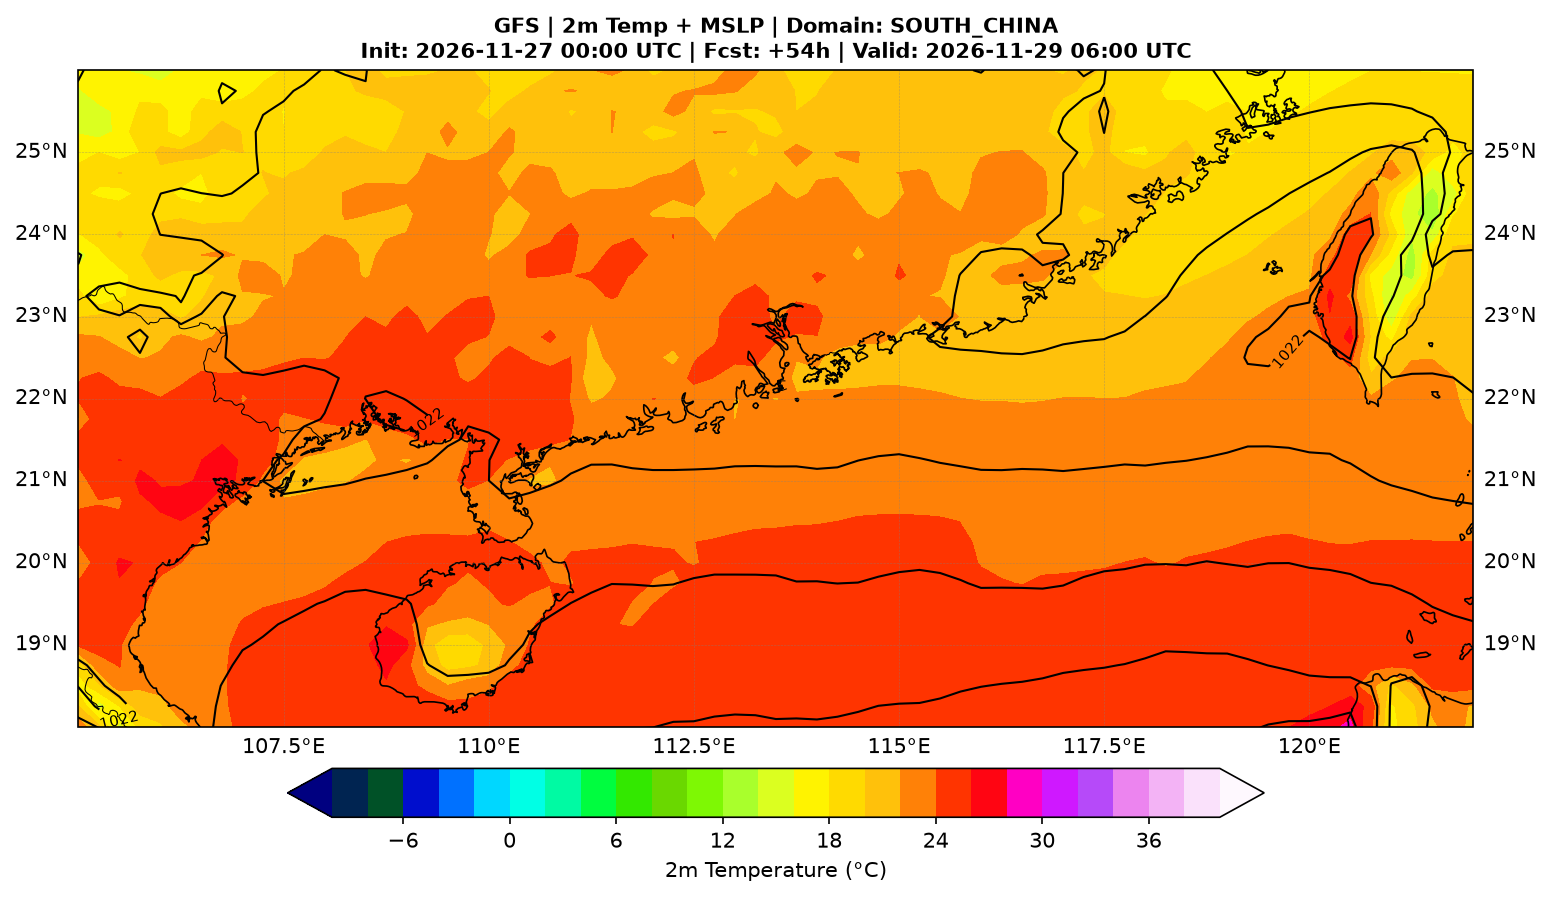 GFS | 2m Temp + MSLP | Domain: SOUTH_CHINA
Init: 2026-11-27 00:00 UTC | Fcst: +54h | Valid: 2026-11-29 06:00 UTC
25°N 25°N
24°N 24°N
23°N 23°N
1022
22°N 22°N
1022
21°N 21°N
20°N 20°N
19°N 19°N
1022
107.5°E 110°E 112.5°E 115°E 117.5°E 120°E
−6 0 6 12 18 24 30 36
2m Temperature (°C)